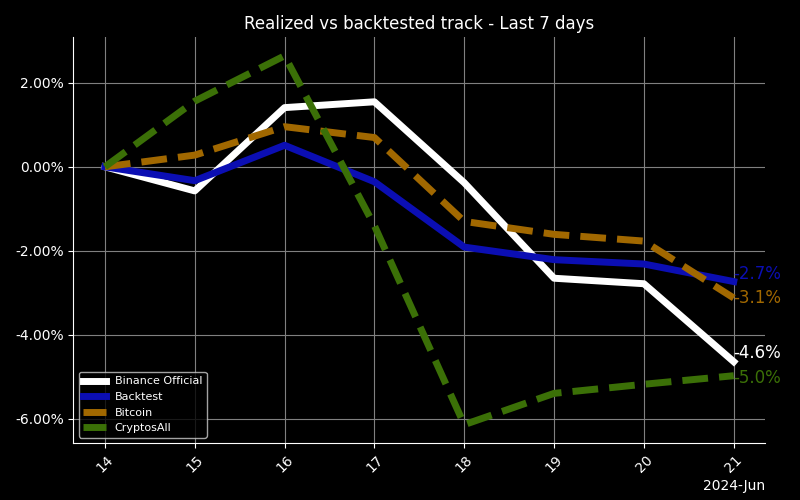 Realized vs backtested track - Last 7 days
2.00%
0.00%
-2.00%
-4.00%
-6.00%
-2.7%
-3.1%
-4.6%
-5.0%
Binance Official
Backtest
Bitcoin
CryptosAll
14
15
16
17
18
19
20
21
2024-Jun